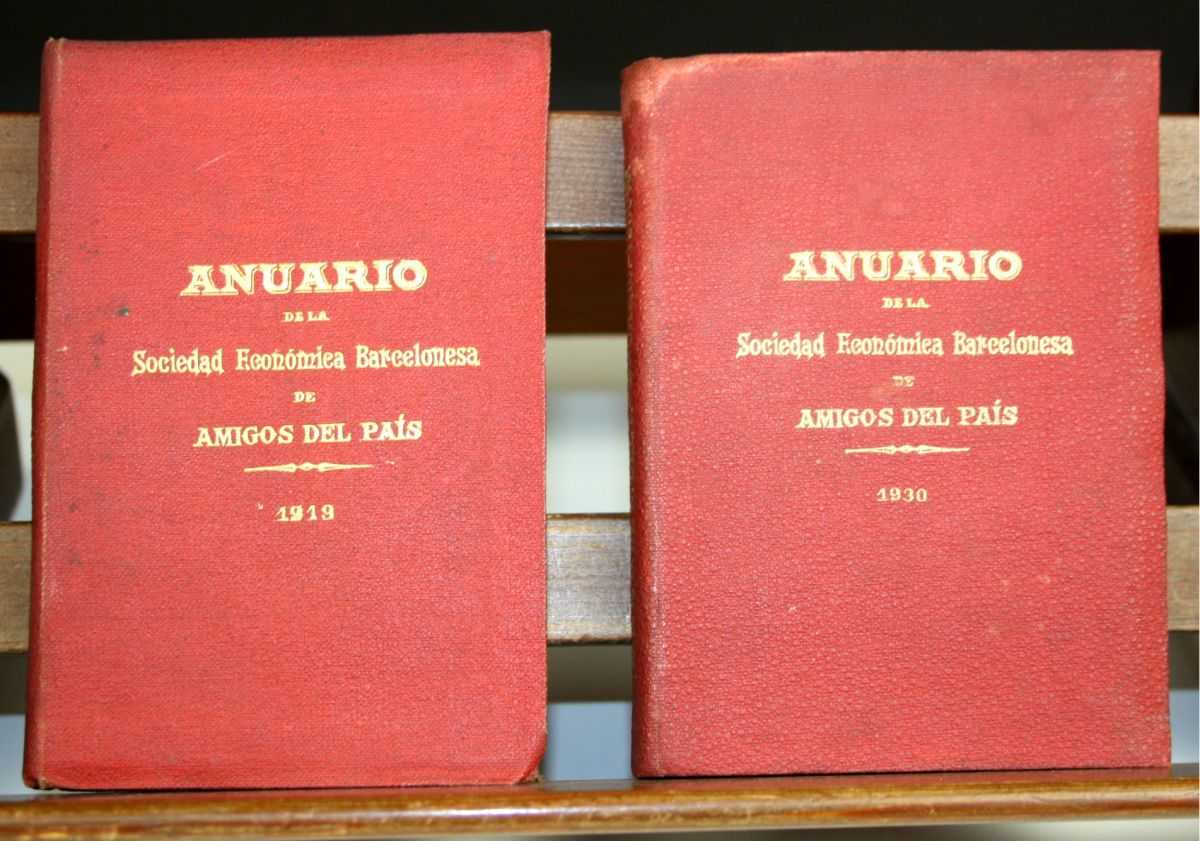 ANUARIO
DE LA
Sociedad Económica Barcelonesa
DE
AMIGOS DEL PAÍS
1919
ANUARIO
DE LA
Sociedad Económica Barcelonesa
DE
AMIGOS DEL PAÍS
1930